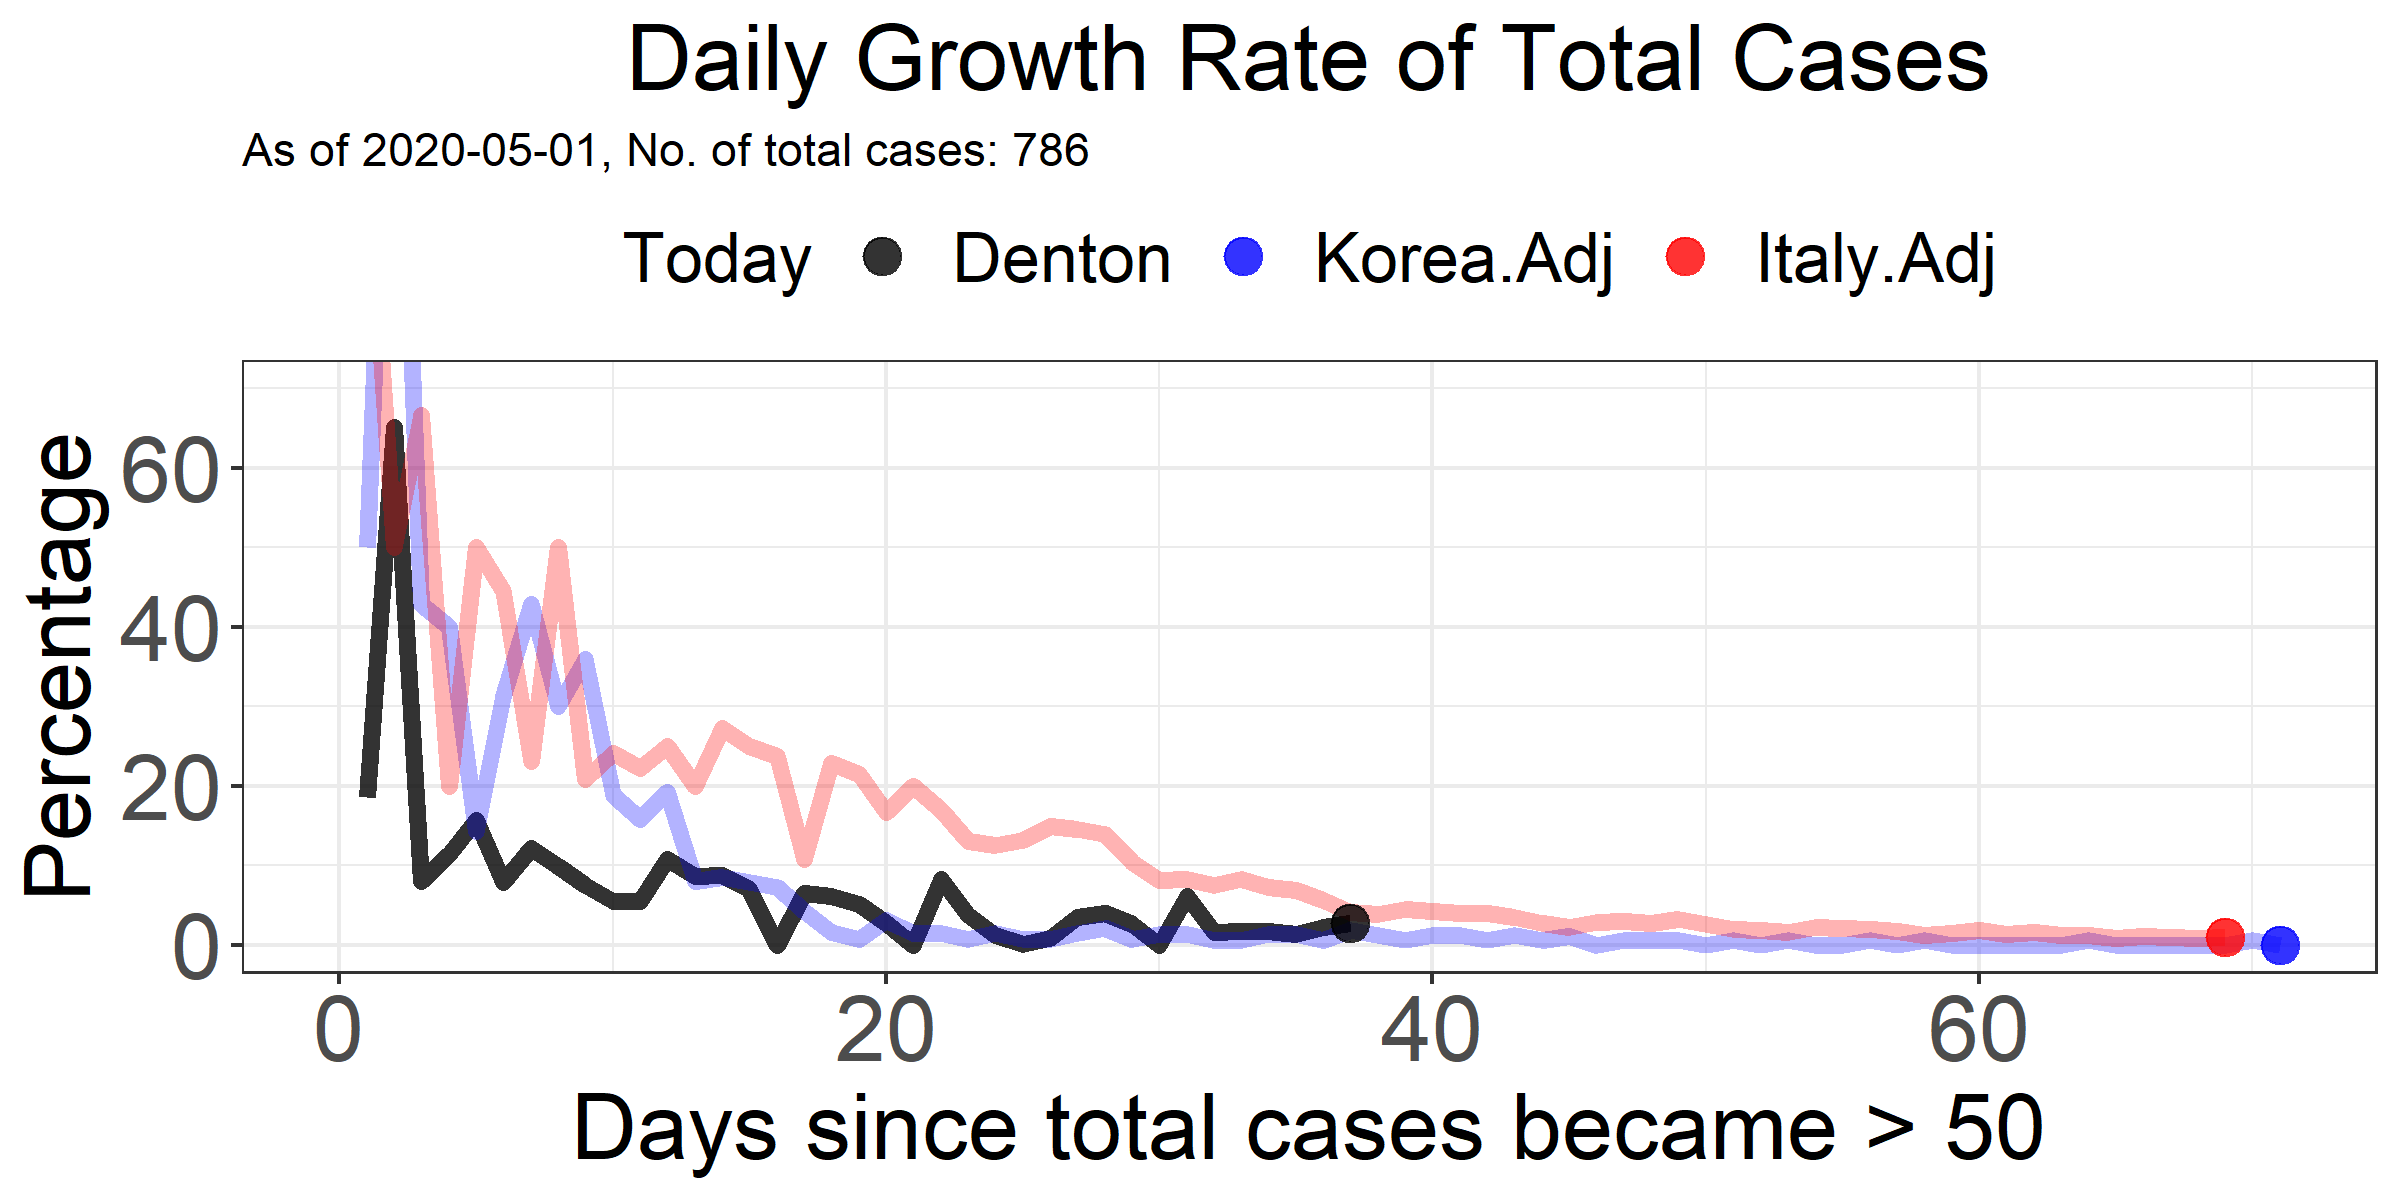 Daily Growth Rate of Total Cases
As of 2020-05-01, No. of total cases: 786
Today Denton Korea.Adj Italy.Adj
Percentage
60
40
20
0
0 20 40 60
Days since total cases became > 50